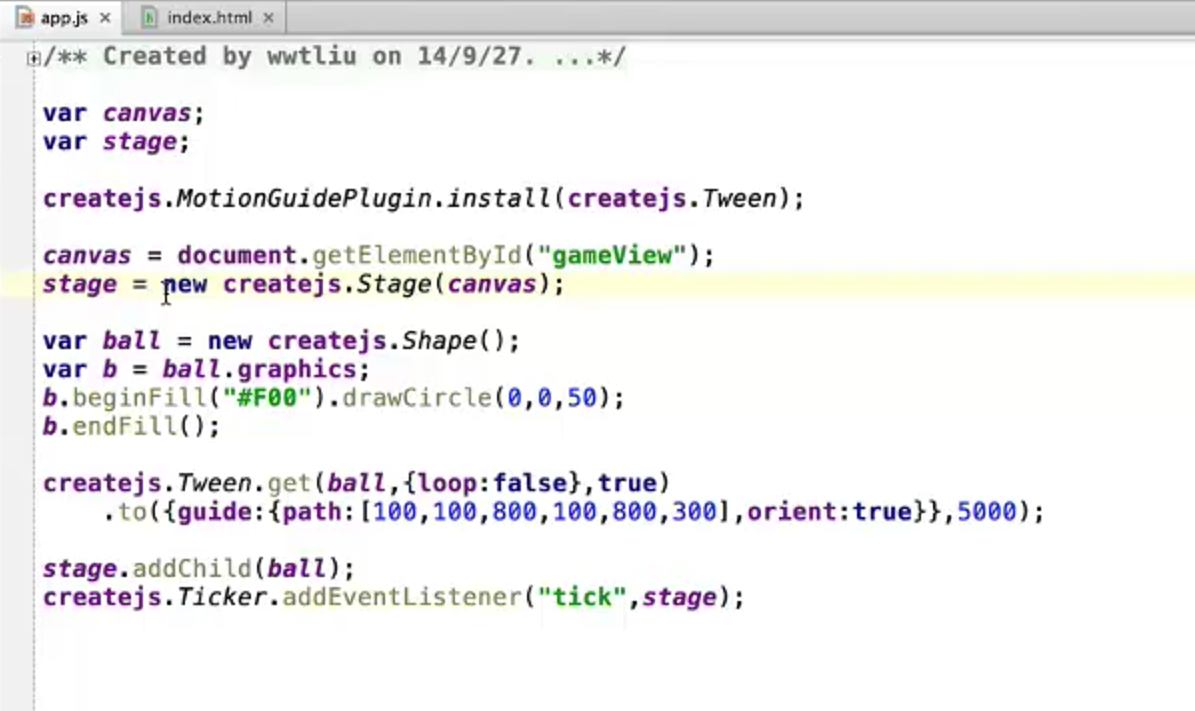 app.js × index.html ×
/** Created by wwtliu on 14/9/27. ...*/
var canvas;
var stage;
createjs.MotionGuidePlugin.install(createjs.Tween);
canvas = document.getElementById("gameView");
stage = new createjs.Stage(canvas);
var ball = new createjs.Shape();
var b = ball.graphics;
b.beginFill("#F00").drawCircle(0,0,50);
b.endFill();
createjs.Tween.get(ball,{loop:false},true)
.to({guide:{path:[100,100,800,100,800,300],orient:true}},5000);
stage.addChild(ball);
createjs.Ticker.addEventListener("tick",stage);